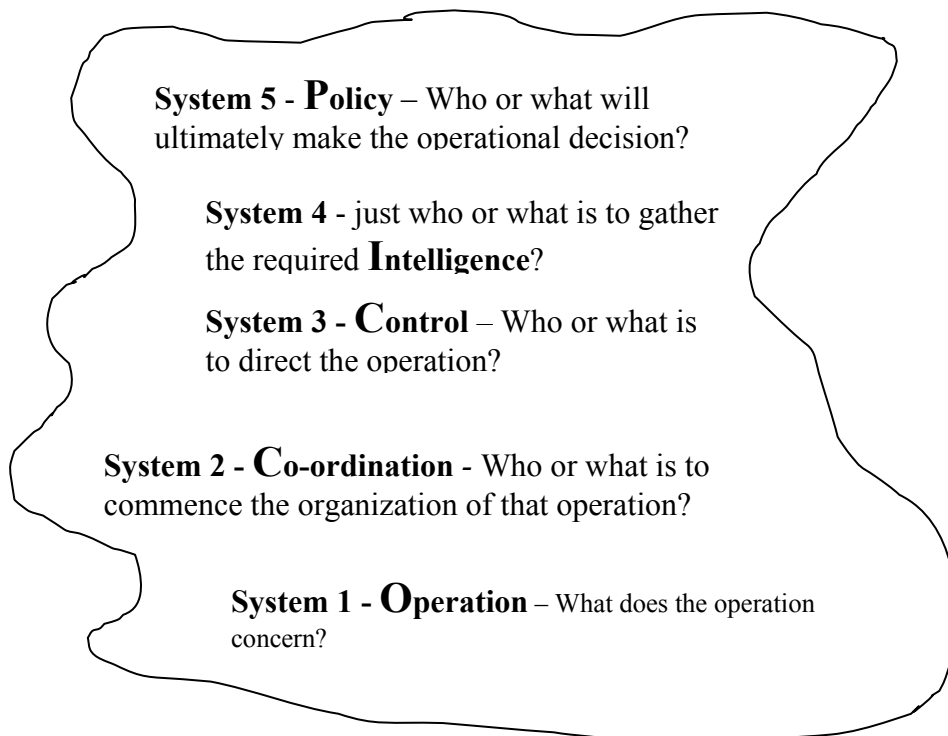 System 5 - Policy – Who or what will
ultimately make the operational decision?
System 4 - just who or what is to gather
the required Intelligence?
System 3 - Control – Who or what is
to direct the operation?
System 2 - Co-ordination - Who or what is to
commence the organization of that operation?
System 1 - Operation – What does the operation
concern?